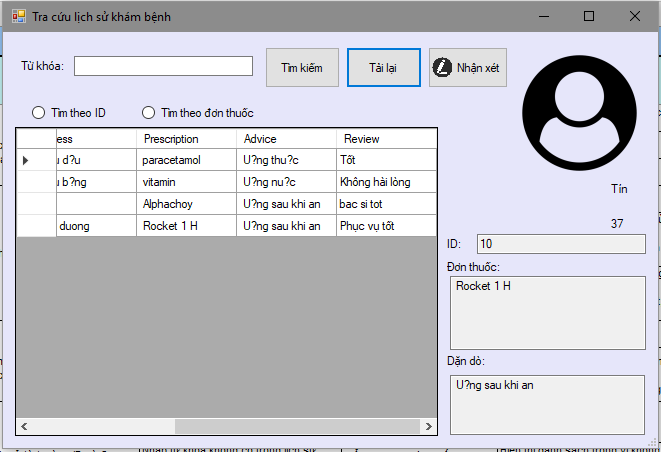 Tra cứu lịch sử khám bệnh
Từ khóa:
Tìm kiếm
Tải lại
Nhận xét
Tìm theo ID
Tìm theo đơn thuốc
ess Prescription Advice Review
u d?u paracetamol U?ng thu?c Tốt
u b?ng vitamin U?ng nu?c Không hài lòng
Alphachoy U?ng sau khi an bac si tot
duong Rocket 1 H U?ng sau khi an Phục vụ tốt
Tín
37
ID: 10
Đơn thuốc:
Rocket 1 H
Dặn dò:
U?ng sau khi an